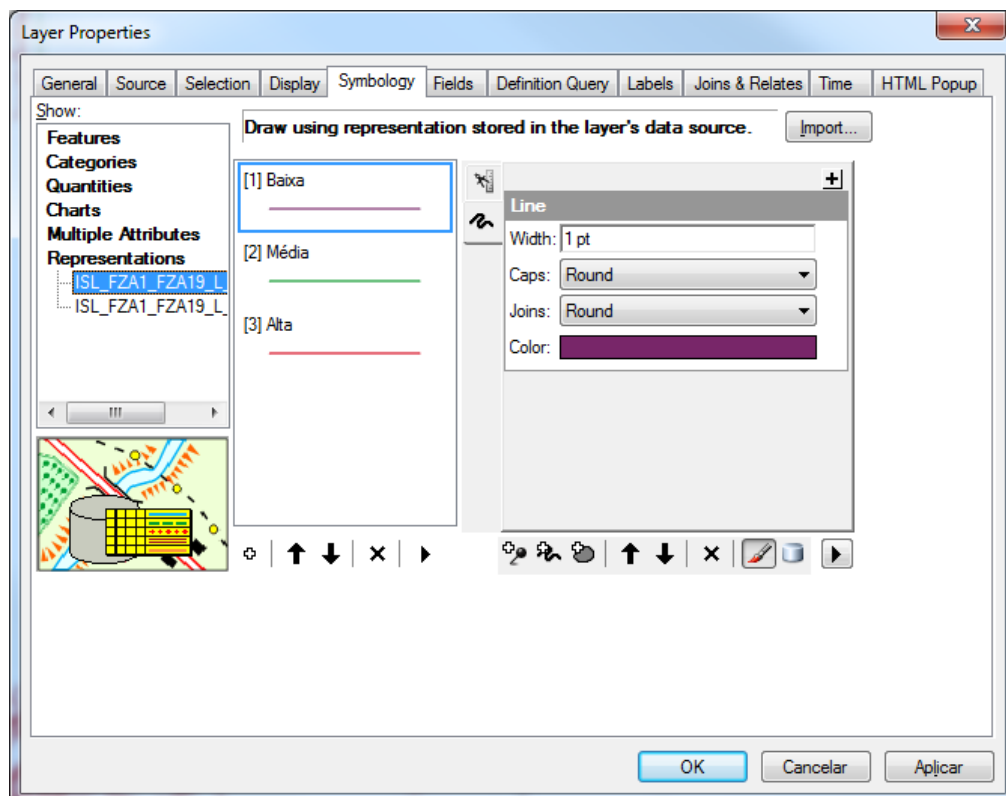 Layer Properties
General Source Selection Display Symbology Fields Definition Query Labels Joins & Relates Time HTML Popup
Show:
Features
Categories
Quantities
Charts
Multiple Attributes
Representations
ISL_FZA1_FZA19_L_
ISL_FZA1_FZA19_L_
Draw using representation stored in the layer's data source.
Import...
[1] Baixa
[2] Média
[3] Alta
Line
Width: 1 pt
Caps: Round
Joins: Round
Color:
OK Cancelar Aplicar